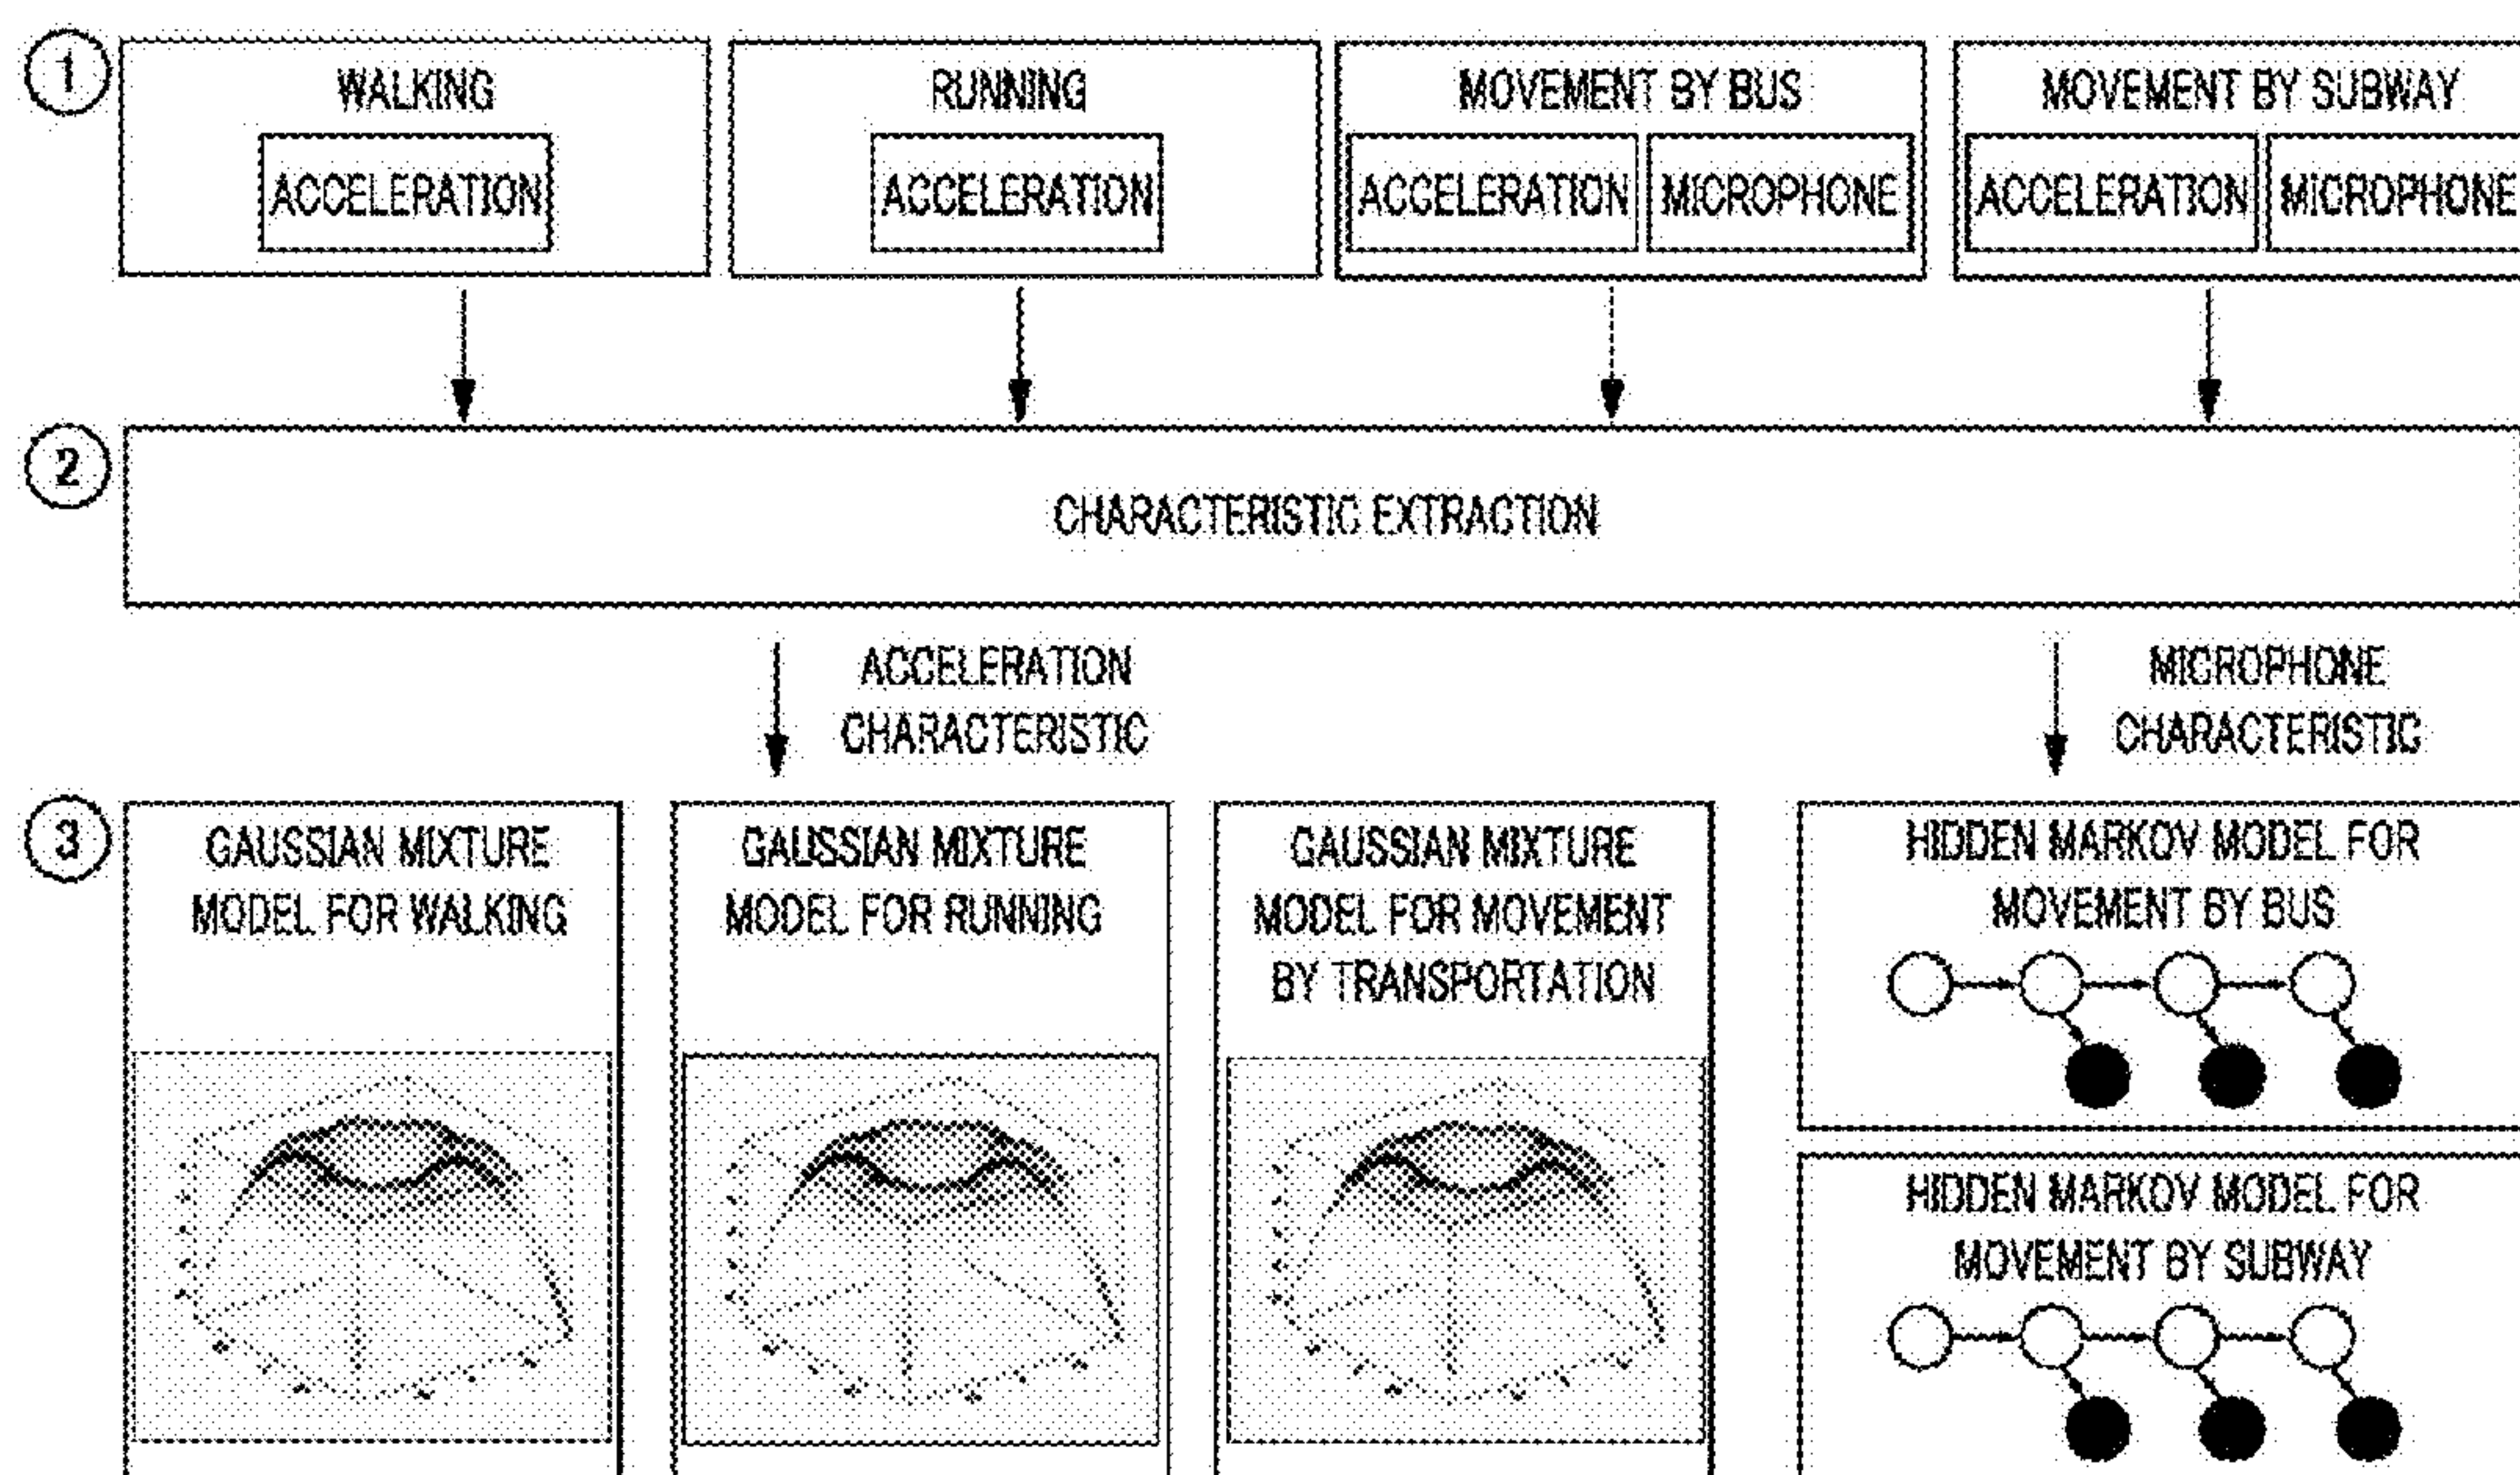 1
WALKING
ACCELERATION
RUNNING
ACCELERATION
MOVEMENT BY BUS
ACCELERATION
MICROPHONE
MOVEMENT BY SUBWAY
ACCELERATION
MICROPHONE
2
CHARACTERISTIC EXTRACTION
ACCELERATION
CHARACTERISTIC
MICROPHONE
CHARACTERISTIC
3
GAUSSIAN MIXTURE
MODEL FOR WALKING
GAUSSIAN MIXTURE
MODEL FOR RUNNING
GAUSSIAN MIXTURE
MODEL FOR MOVEMENT
BY TRANSPORTATION
HIDDEN MARKOV MODEL FOR
MOVEMENT BY BUS
HIDDEN MARKOV MODEL FOR
MOVEMENT BY SUBWAY